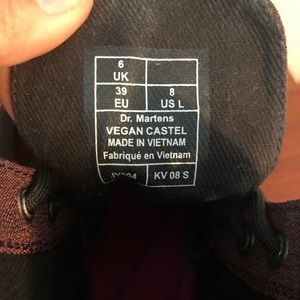 6
UK
39
EU
8
US L
Dr. Martens
VEGAN CASTEL
MADE IN VIETNAM
Fabriqué en Vietnam
KV 08 S